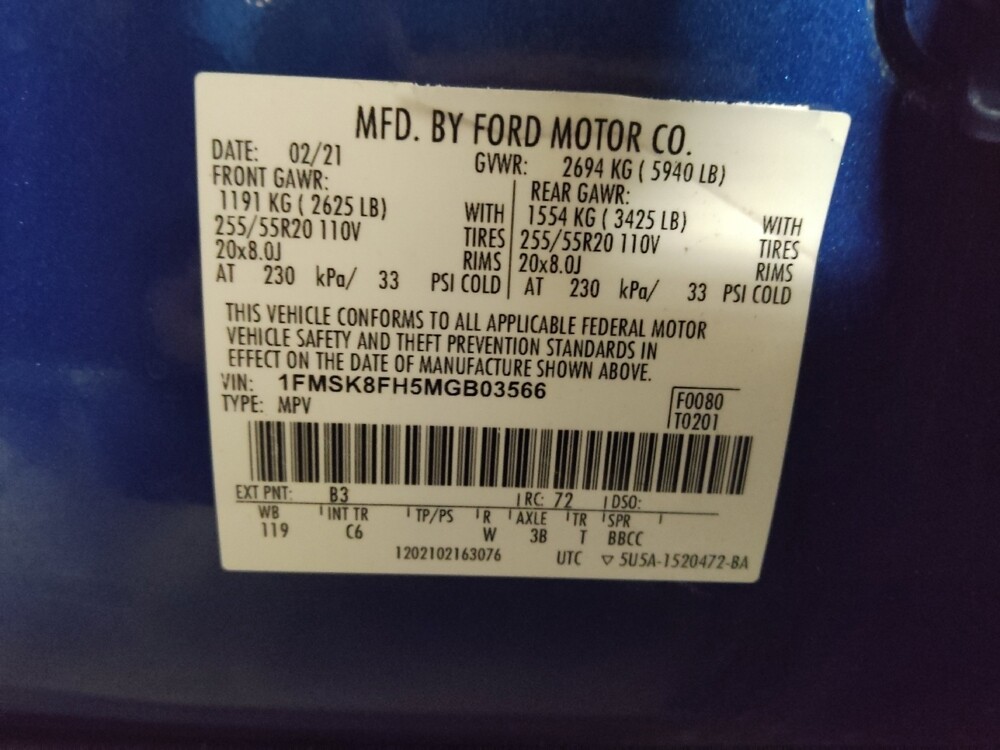 MFD. BY FORD MOTOR CO.
DATE: 02/21 GVWR: 2694 KG ( 5940 LB)
FRONT GAWR: REAR GAWR:
1191 KG ( 2625 LB) WITH 1554 KG ( 3425 LB) WITH
255/55R20 110V TIRES 255/55R20 110V TIRES
20x8.0J RIMS 20x8.0J RIMS
AT 230 kPa/ 33 PSI COLD AT 230 kPa/ 33 PSI COLD
THIS VEHICLE CONFORMS TO ALL APPLICABLE FEDERAL MOTOR
VEHICLE SAFETY AND THEFT PREVENTION STANDARDS IN
EFFECT ON THE DATE OF MANUFACTURE SHOWN ABOVE.
VIN: 1FMSK8FH5MGB03566
TYPE: MPV F0080
T0201
EXT PNT: B3 RC: 72 DSO:
WB INT TR TP/PS R AXLE TR SPR
119 C6 W 3B T BBCC
1202102163076 UTC ▽ 5U5A-1520472-BA